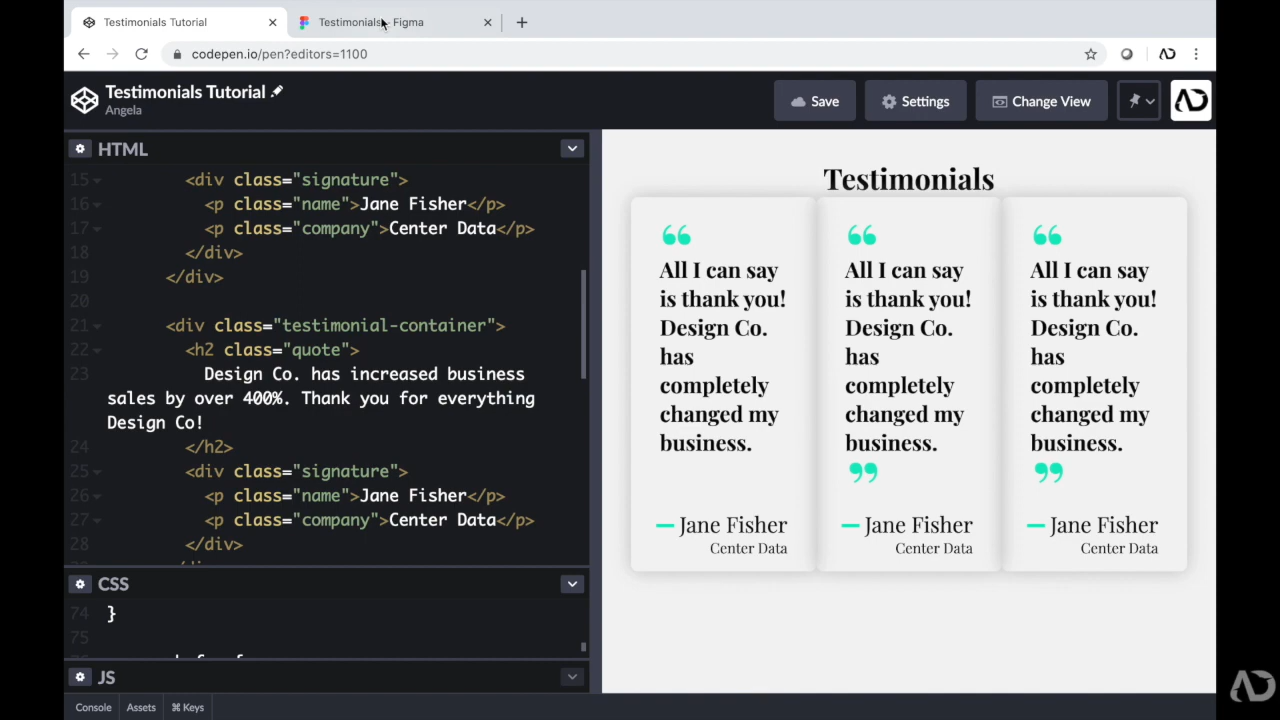 Testimonials Tutorial
Testimonials – Figma
codepen.io/pen?editors=1100
Testimonials Tutorial
Angela
Save
Settings
Change View
HTML
15 <div class="signature">
16 <p class="name">Jane Fisher</p>
17 <p class="company">Center Data</p>
18 </div>
19 </div>
20
21 <div class="testimonial-container">
22 <h2 class="quote">
23 Design Co. has increased business
sales by over 400%. Thank you for everything
Design Co!
24 </h2>
25 <div class="signature">
26 <p class="name">Jane Fisher</p>
27 <p class="company">Center Data</p>
28 </div>
CSS
74 }
75
JS
Console Assets ⌘ Keys
Testimonials
“
All I can say
is thank you!
Design Co.
has
completely
changed my
business.
— Jane Fisher
Center Data
“
All I can say
is thank you!
Design Co.
has
completely
changed my
business.
”
— Jane Fisher
Center Data
“
All I can say
is thank you!
Design Co.
has
completely
changed my
business.
”
— Jane Fisher
Center Data